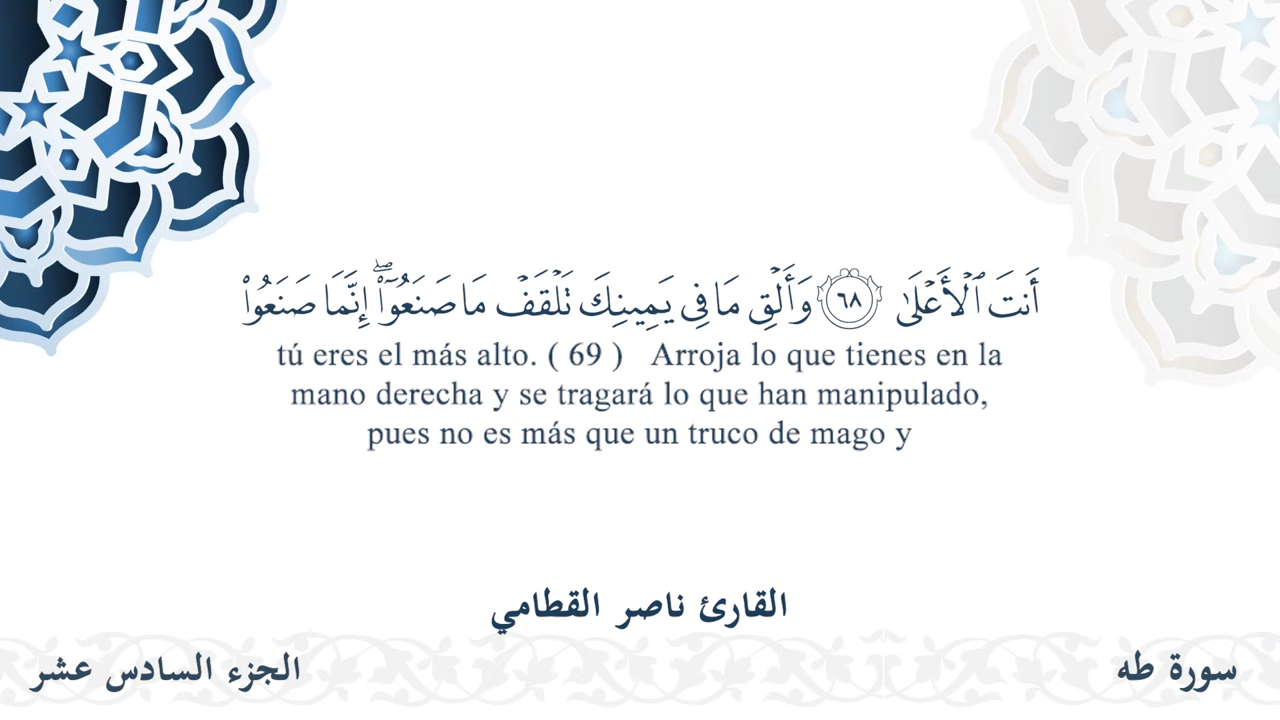 أَنتَ ٱلۡأَعۡلَىٰ ٦٨ وَأَلۡقِ مَا فِي يَمِينِكَ تَلۡقَفۡ مَا صَنَعُوٓاْۖ إِنَّمَا صَنَعُواْ
tú eres el más alto. ( 69 ) Arroja lo que tienes en la
mano derecha y se tragará lo que han manipulado,
pues no es más que un truco de mago y
القارئ ناصر القطامي
سورة طه
الجزء السادس عشر